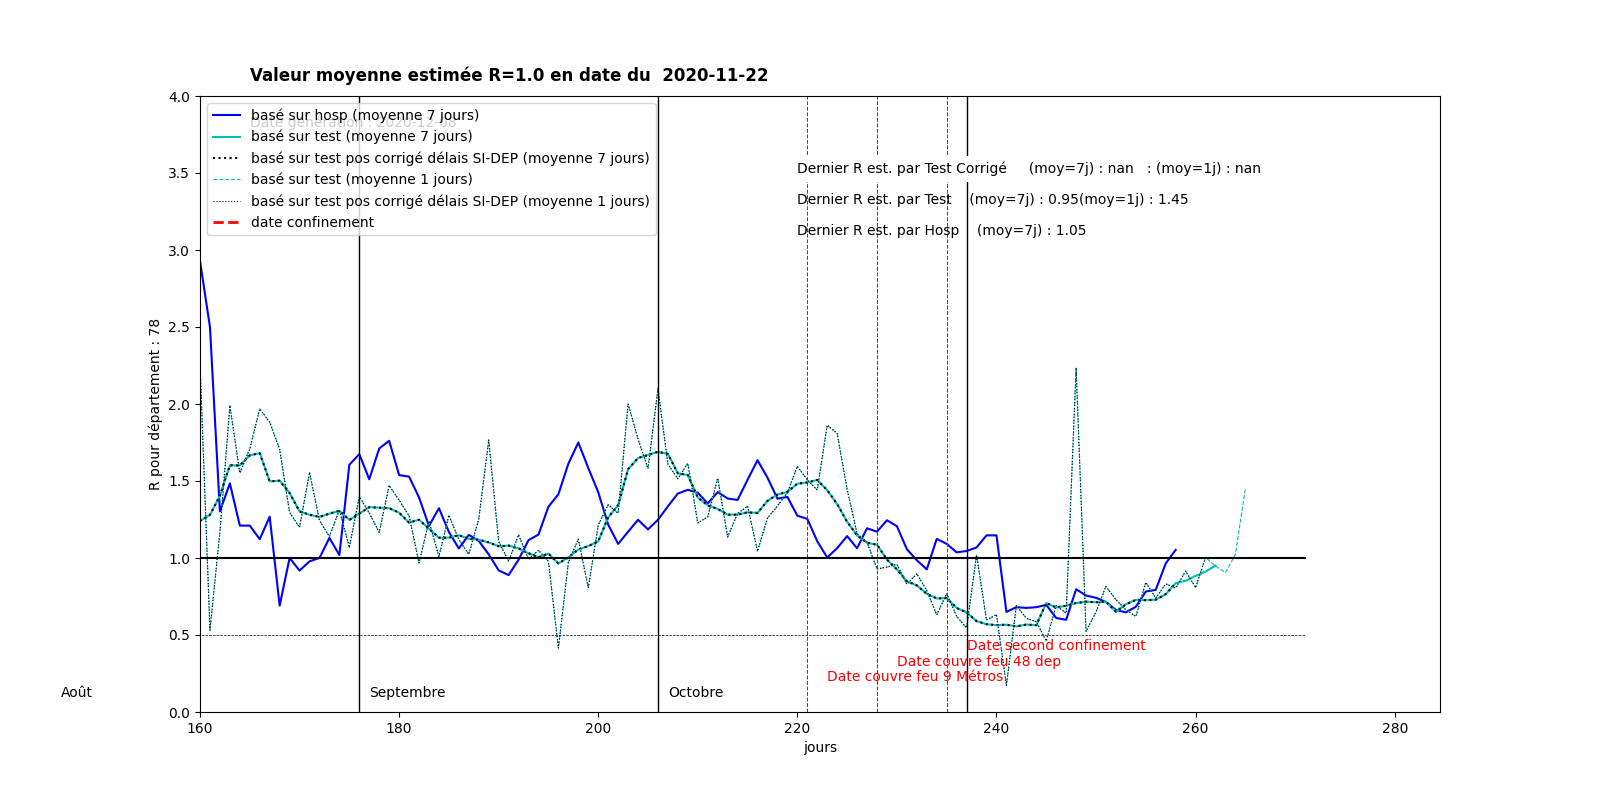 Valeur moyenne estimée R=1.0 en date du  2020-11-22
Date génération : 2020-12-08
basé sur hosp (moyenne 7 jours)
basé sur test (moyenne 7 jours)
basé sur test pos corrigé délais SI-DEP (moyenne 7 jours)
basé sur test (moyenne 1 jours)
basé sur test pos corrigé délais SI-DEP (moyenne 1 jours)
date confinement
Dernier R est. par Test Corrigé     (moy=7j) : nan   : (moy=1j) : nan
Dernier R est. par Test    (moy=7j) : 0.95(moy=1j) : 1.45
Dernier R est. par Hosp    (moy=7j) : 1.05
R pour département : 78
4.0
3.5
3.0
2.5
2.0
1.5
1.0
0.5
0.0
Date second confinement
Date couvre feu 48 dep
Date couvre feu 9 Métros
Août
Septembre
Octobre
160
180
200
220
240
260
280
jours